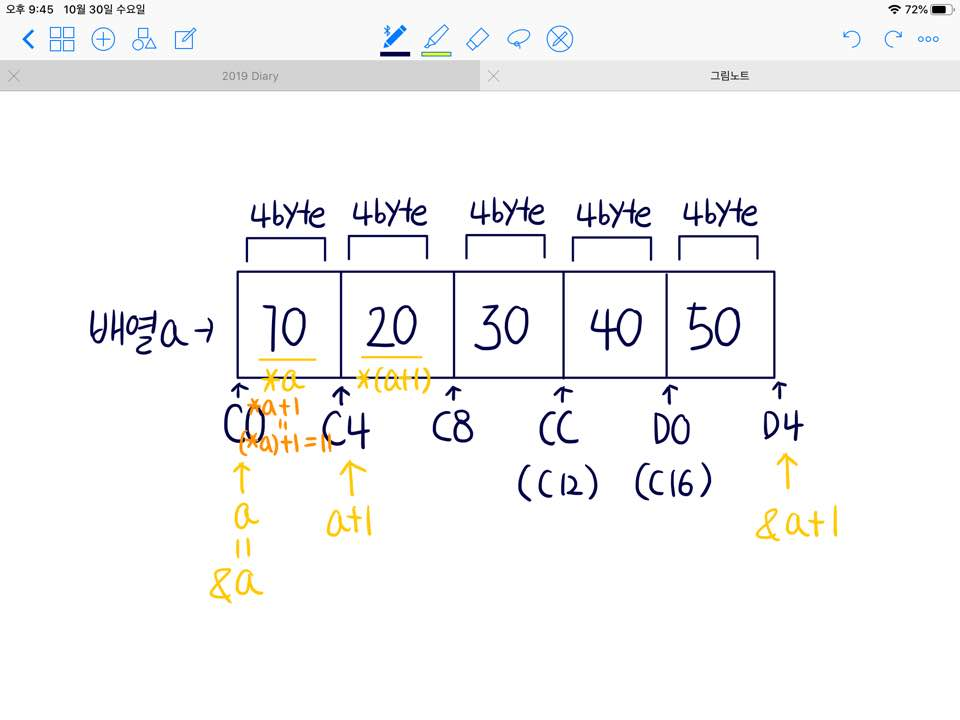 오후 9:45 10월 30일 수요일
72%
2019 Diary
그림노트
4byte 4byte 4byte 4byte 4byte
배열a→ 10 20 30 40 50
*a *(a+1)
*a+1
=
(*a)+1=11
C0 C4 C8 CC D0 D4
(C12) (C16)
↑ ↑ ↑
a a+1 &a+1
=
&a